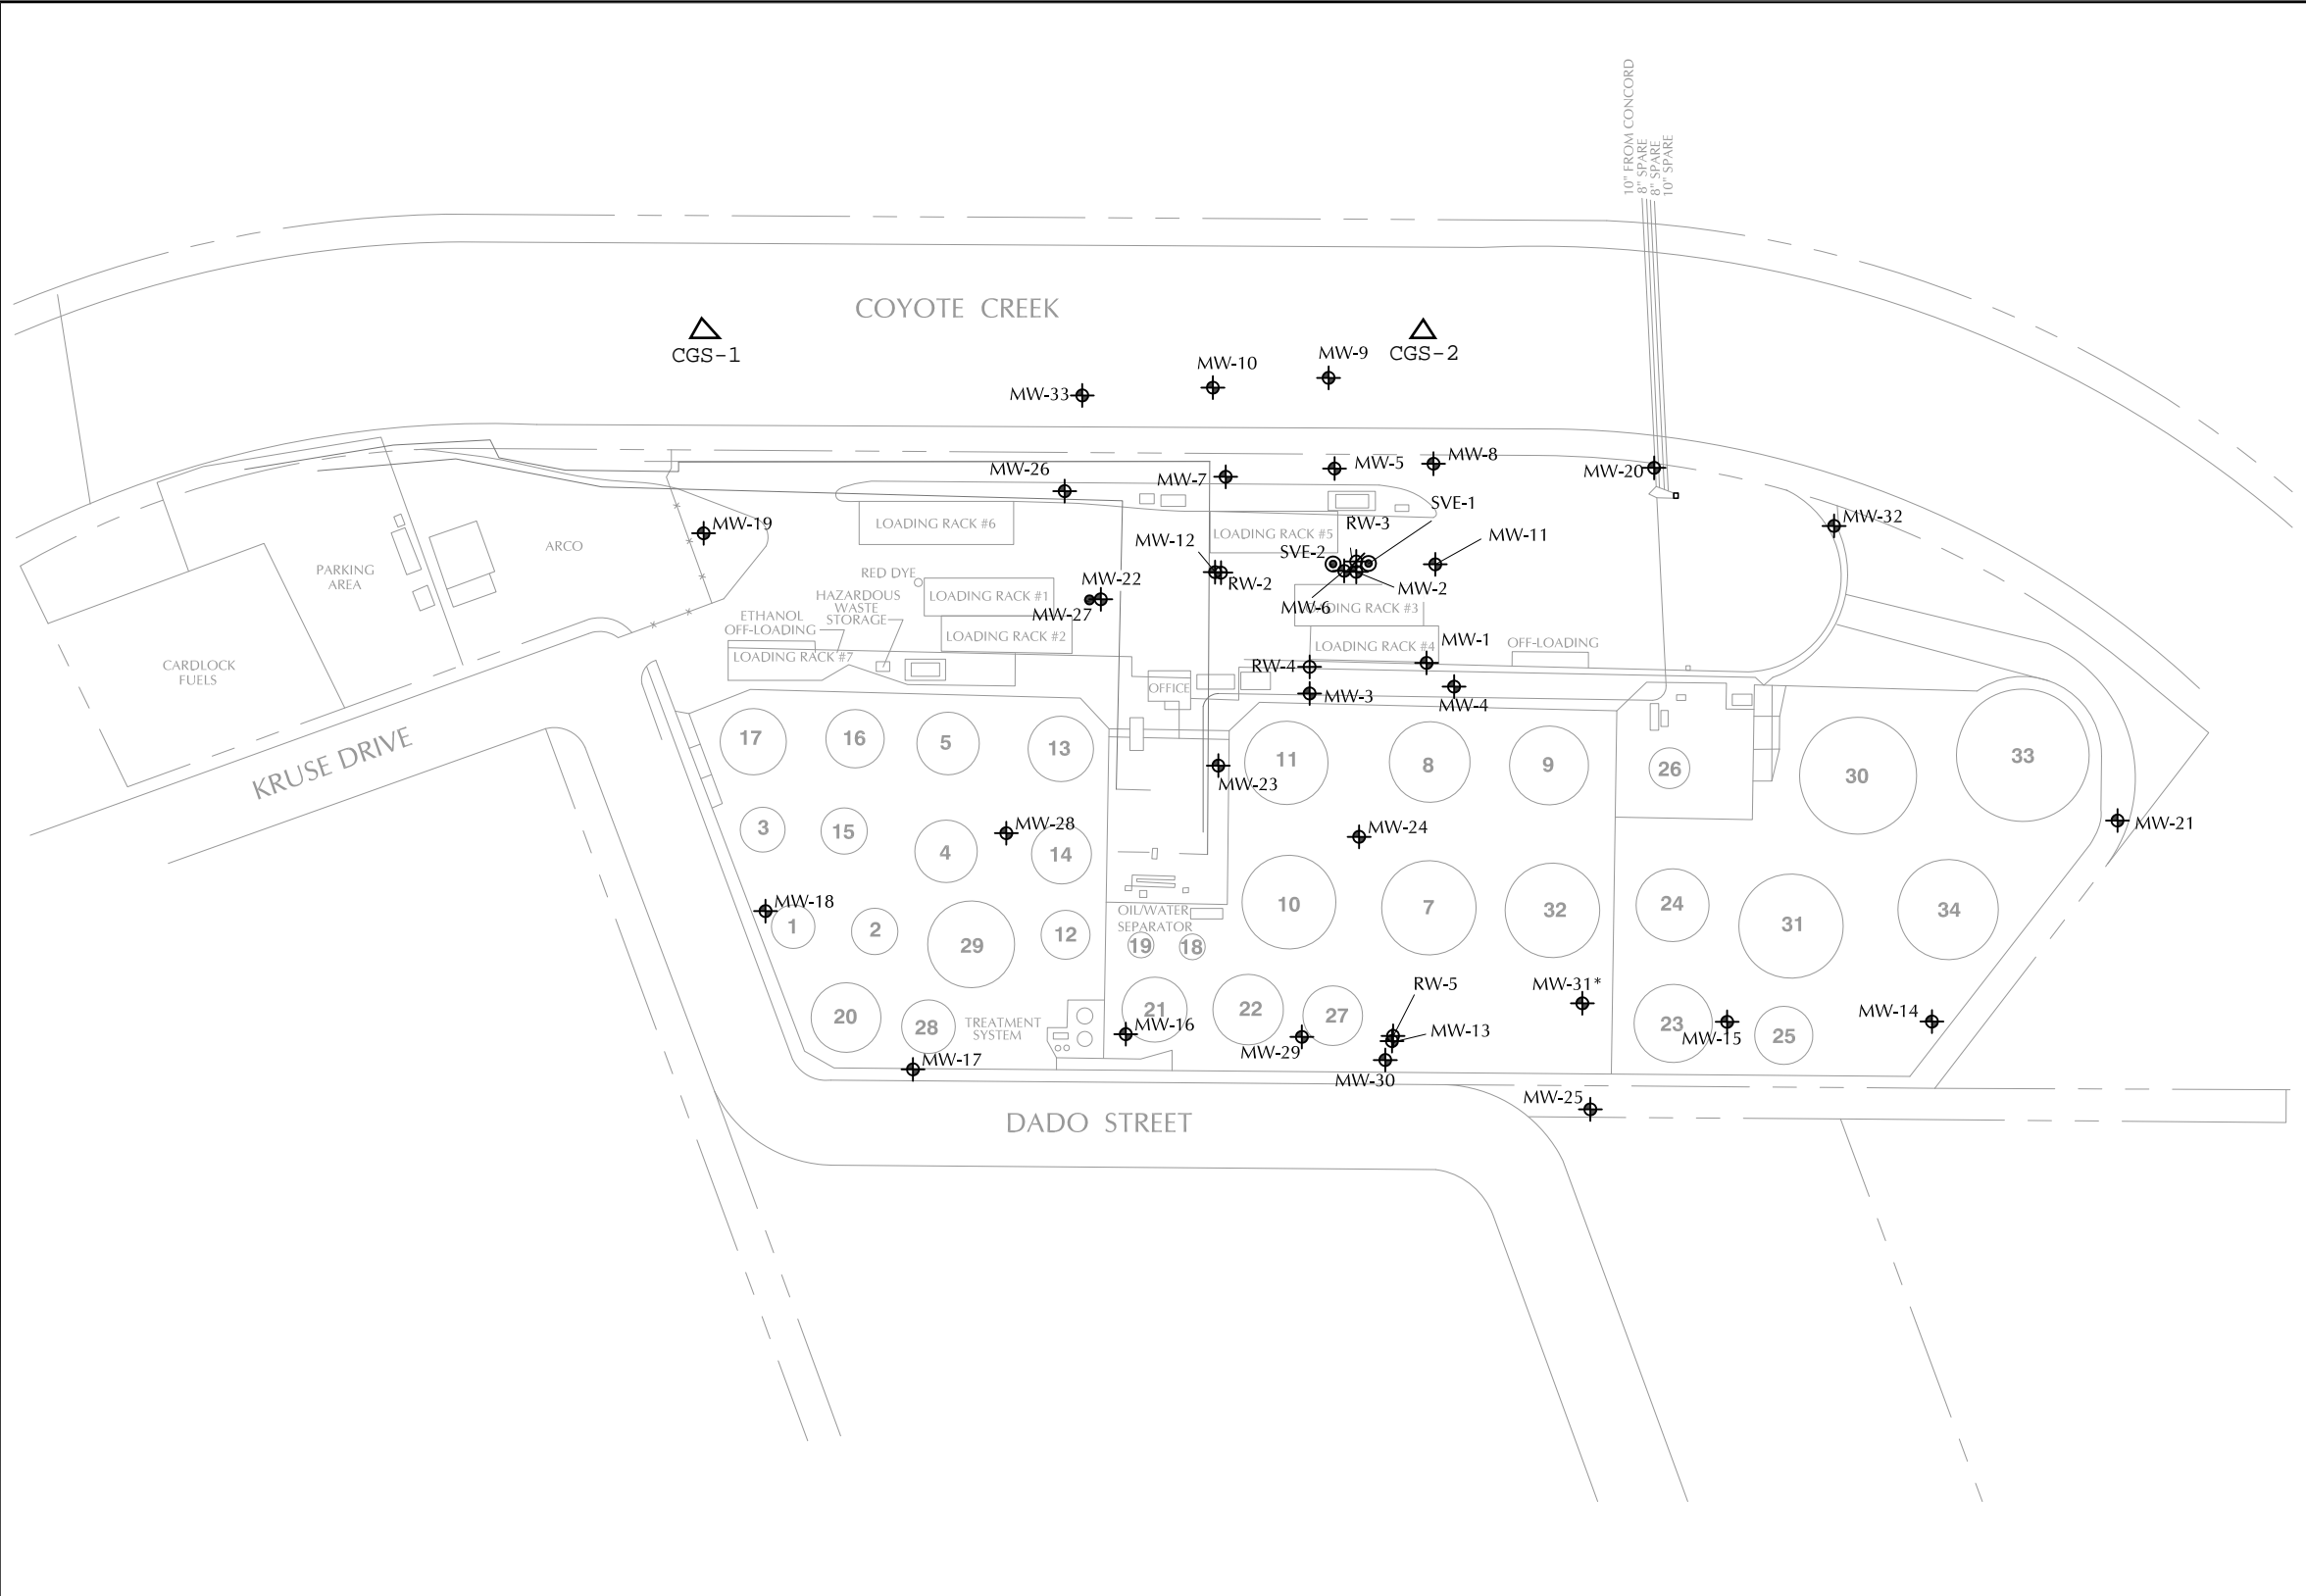 10" FROM CONCORD
8" SPARE
8" SPARE
10" SPARE
COYOTE CREEK
CGS-1
CGS-2
MW-10
MW-9
MW-33
MW-26
MW-7
MW-5
MW-8
MW-20
SVE-1
MW-19
LOADING RACK #6
LOADING RACK #5
RW-3
MW-32
MW-12
MW-11
ARCO
SVE-2
PARKING
AREA
RED DYE
MW-22
RW-2
MW-2
HAZARDOUS
WASTE
STORAGE
LOADING RACK #1
MW-27
MW-6
LOADING RACK #3
ETHANOL
OFF-LOADING
LOADING RACK #2
LOADING RACK #4
MW-1
OFF-LOADING
LOADING RACK #7
CARDLOCK
FUELS
RW-4
OFFICE
MW-3
MW-4
KRUSE DRIVE
17
16
5
13
11
8
9
26
30
33
MW-23
3
15
MW-28
MW-24
MW-21
4
14
MW-18
1
2
29
12
OIL/WATER
SEPARATOR
19
18
10
7
32
24
31
34
RW-5
MW-31*
20
28
TREATMENT
SYSTEM
21
22
27
MW-16
MW-29
MW-13
23
MW-15
25
MW-14
MW-17
MW-30
MW-25
DADO STREET